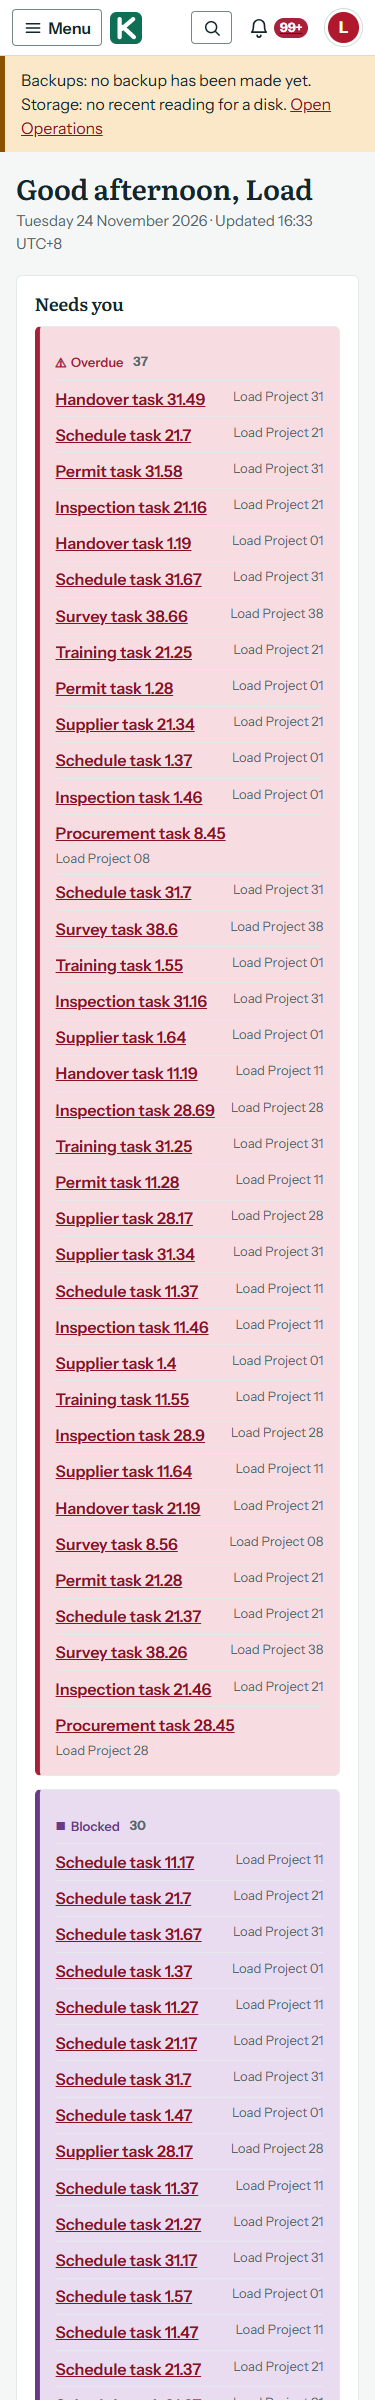 Menu
K
99+
L
Backups: no backup has been made yet.
Storage: no recent reading for a disk. Open
Operations
Good afternoon, Load
Tuesday 24 November 2026 · Updated 16:33
UTC+8
Needs you
Overdue 37
Handover task 31.49 Load Project 31
Schedule task 21.7 Load Project 21
Permit task 31.58 Load Project 31
Inspection task 21.16 Load Project 21
Handover task 1.19 Load Project 01
Schedule task 31.67 Load Project 31
Survey task 38.66 Load Project 38
Training task 21.25 Load Project 21
Permit task 1.28 Load Project 01
Supplier task 21.34 Load Project 21
Schedule task 1.37 Load Project 01
Inspection task 1.46 Load Project 01
Procurement task 8.45
Load Project 08
Schedule task 31.7 Load Project 31
Survey task 38.6 Load Project 38
Training task 1.55 Load Project 01
Inspection task 31.16 Load Project 31
Supplier task 1.64 Load Project 01
Handover task 11.19 Load Project 11
Inspection task 28.69 Load Project 28
Training task 31.25 Load Project 31
Permit task 11.28 Load Project 11
Supplier task 28.17 Load Project 28
Supplier task 31.34 Load Project 31
Schedule task 11.37 Load Project 11
Inspection task 11.46 Load Project 11
Supplier task 1.4 Load Project 01
Training task 11.55 Load Project 11
Inspection task 28.9 Load Project 28
Supplier task 11.64 Load Project 11
Handover task 21.19 Load Project 21
Survey task 8.56 Load Project 08
Permit task 21.28 Load Project 21
Schedule task 21.37 Load Project 21
Survey task 38.26 Load Project 38
Inspection task 21.46 Load Project 21
Procurement task 28.45
Load Project 28
Blocked 30
Schedule task 11.17 Load Project 11
Schedule task 21.7 Load Project 21
Schedule task 31.67 Load Project 31
Schedule task 1.37 Load Project 01
Schedule task 11.27 Load Project 11
Schedule task 21.17 Load Project 21
Schedule task 31.7 Load Project 31
Schedule task 1.47 Load Project 01
Supplier task 28.17 Load Project 28
Schedule task 11.37 Load Project 11
Schedule task 21.27 Load Project 21
Schedule task 31.17 Load Project 31
Schedule task 1.57 Load Project 01
Schedule task 11.47 Load Project 11
Schedule task 21.37 Load Project 21